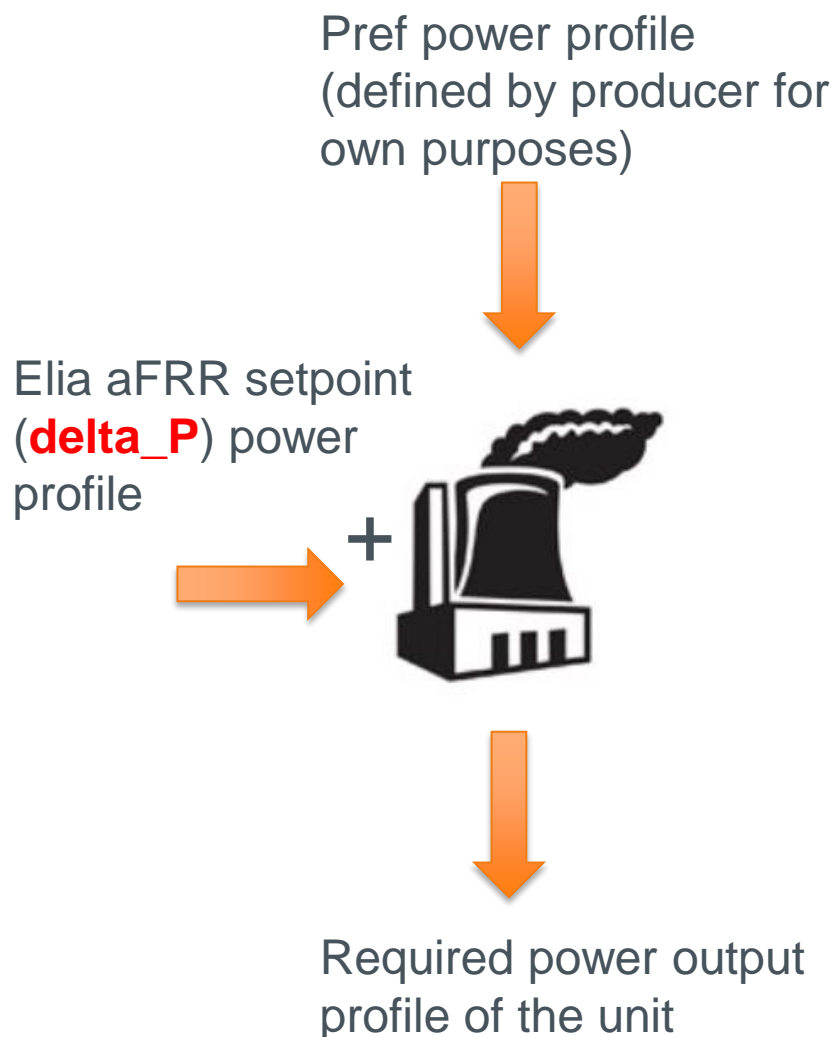 Pref power profile
(defined by producer for
own purposes)
Elia aFRR setpoint
(delta_P) power
profile
+
Required power output
profile of the unit